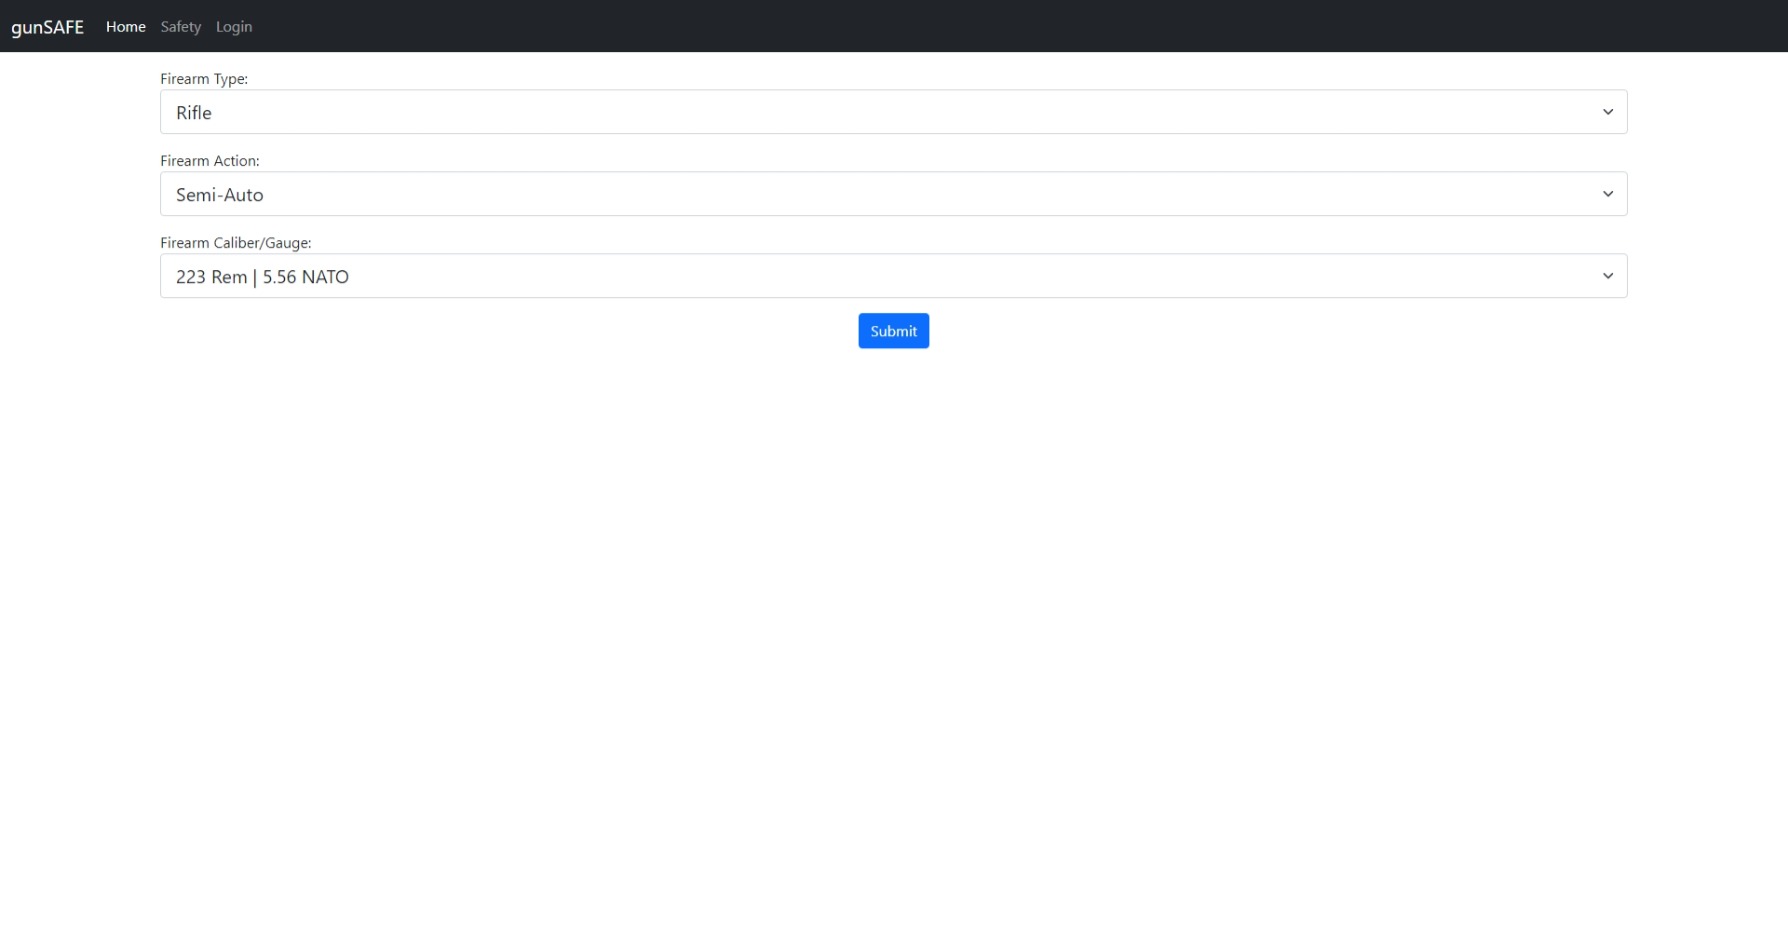 gunSAFE Home Safety Login
Firearm Type:
Rifle
Firearm Action:
Semi-Auto
Firearm Caliber/Gauge:
223 Rem | 5.56 NATO
Submit